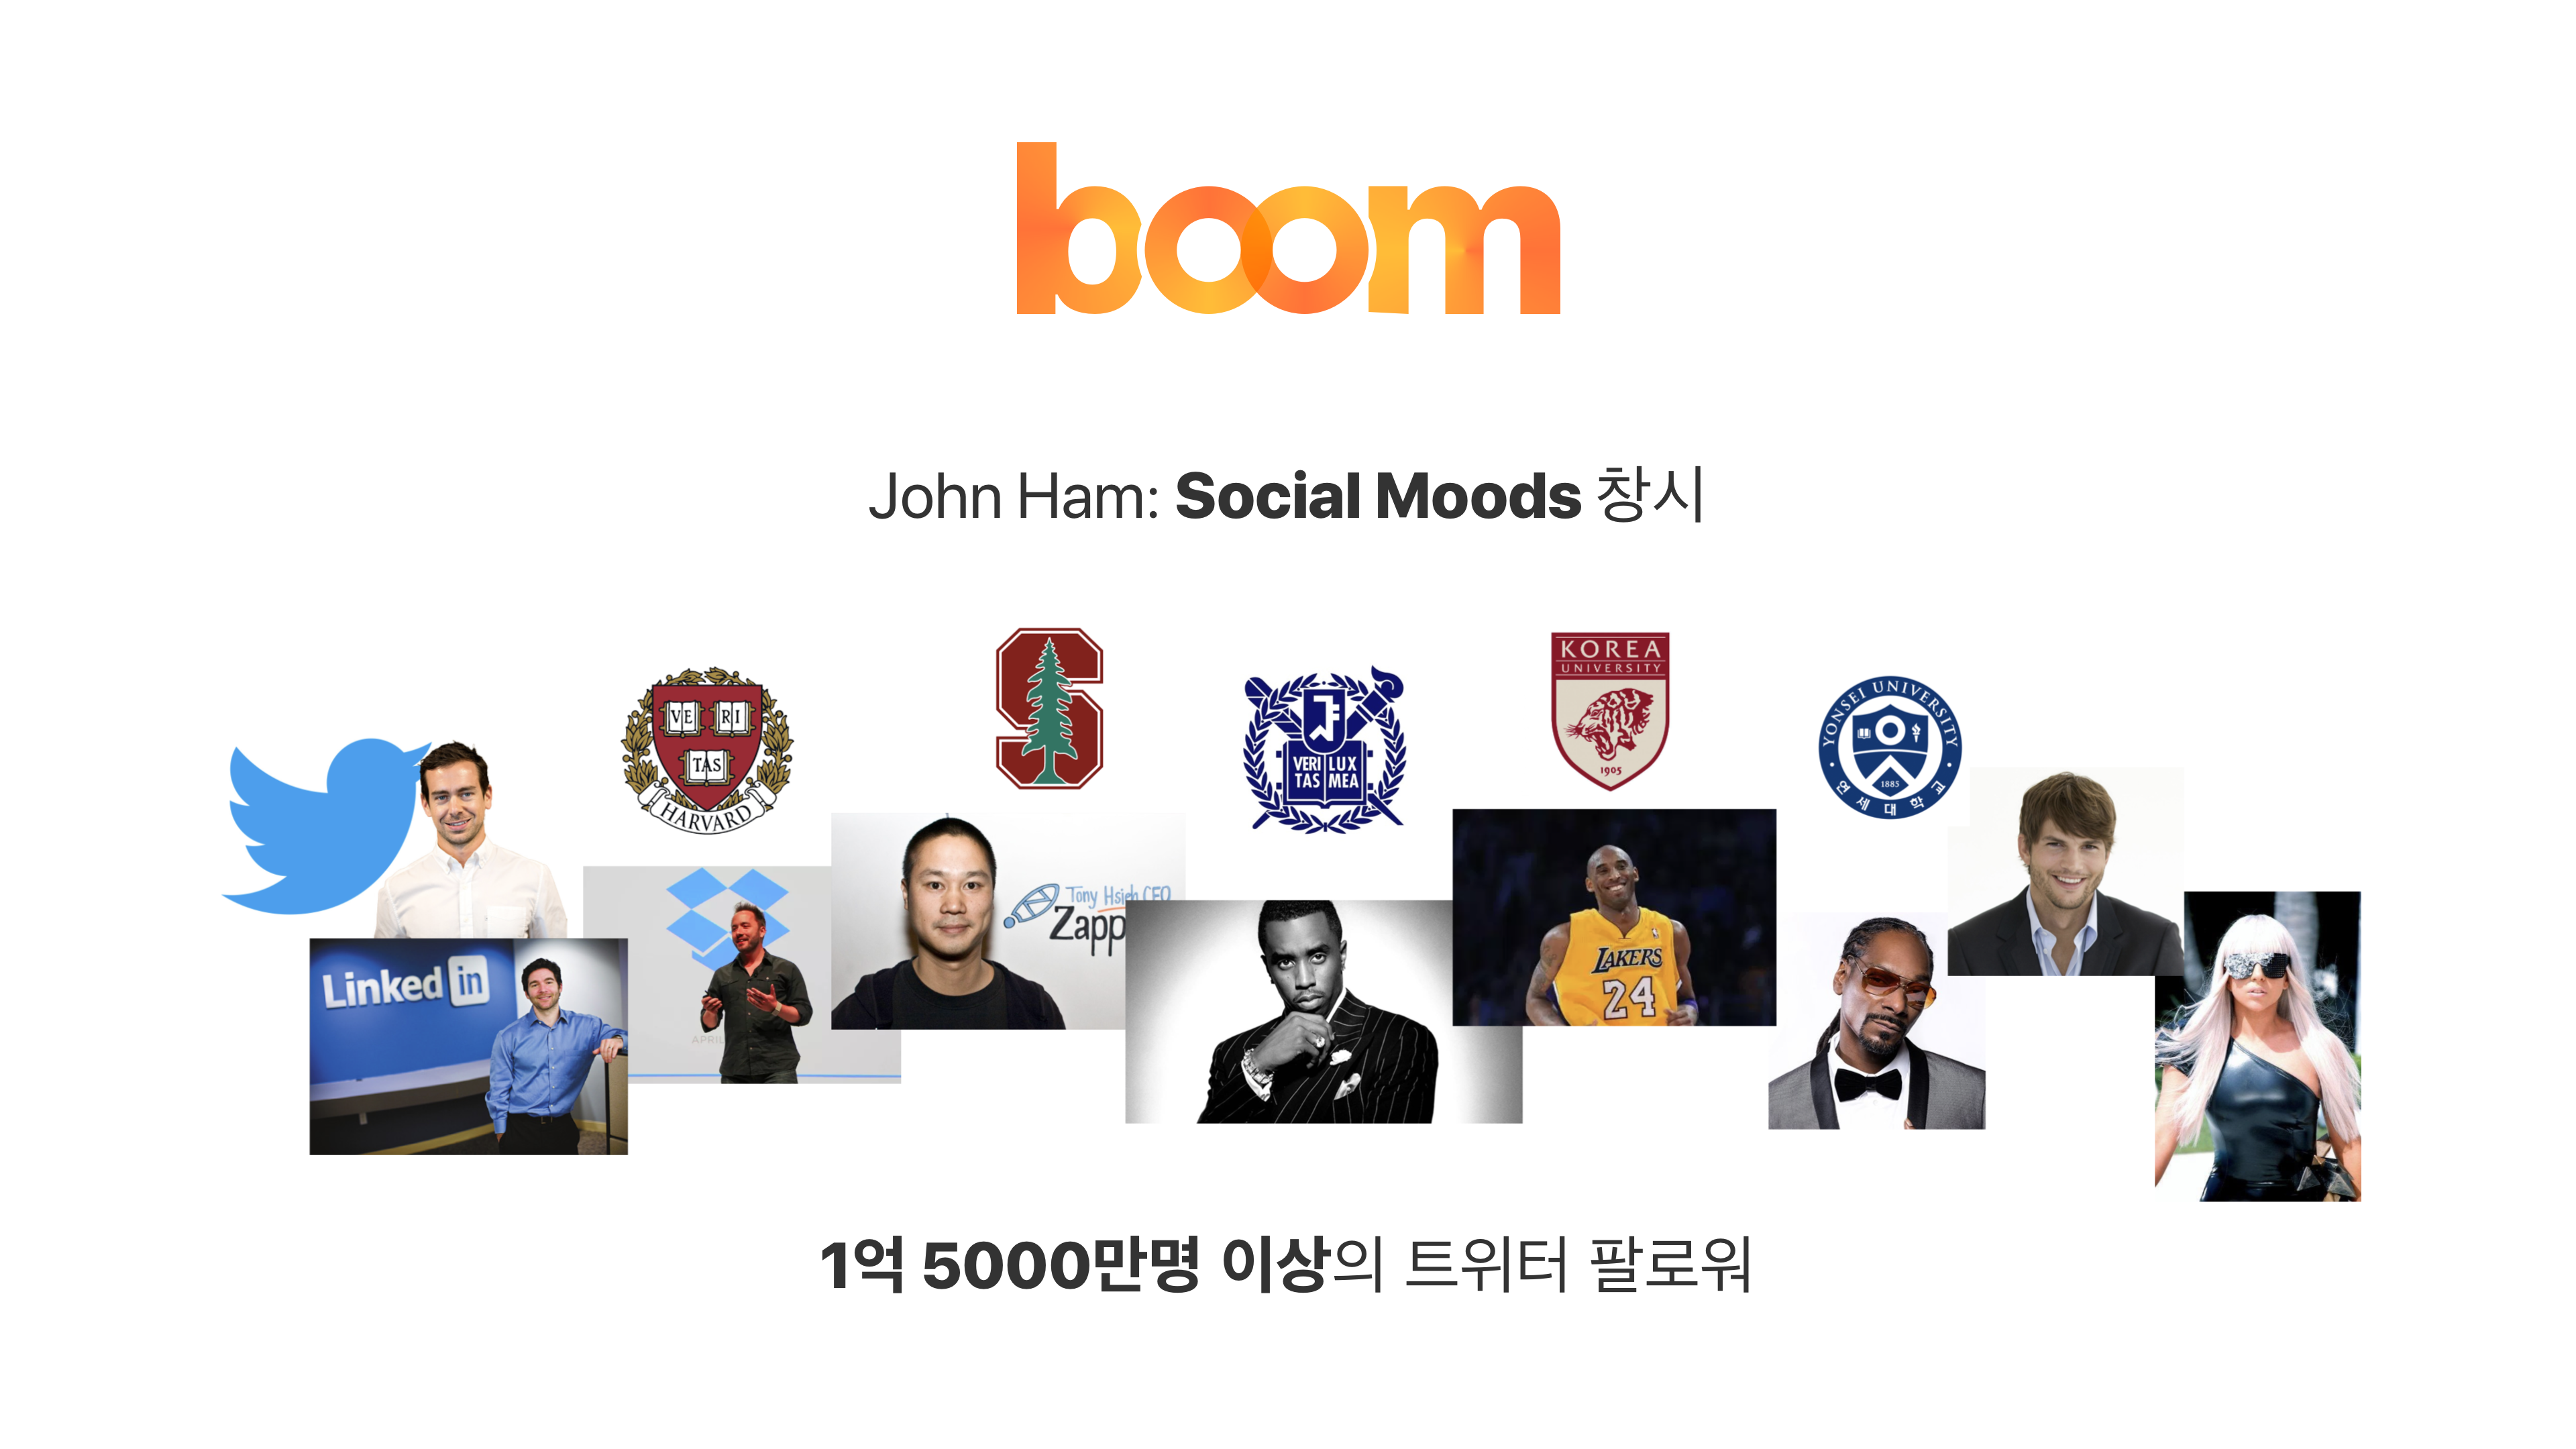 boom
John Ham: Social Moods 창시
KOREA
UNIVERSITY
1905
VE RI
TAS
HARVARD
VERI LUX
TAS MEA
YONSEI UNIVERSITY
1885
연세대학교
Tony Hsieh CEO
Zapp
Linked in
LAKERS
24
APRIL
1억 5000만명 이상의 트위터 팔로워